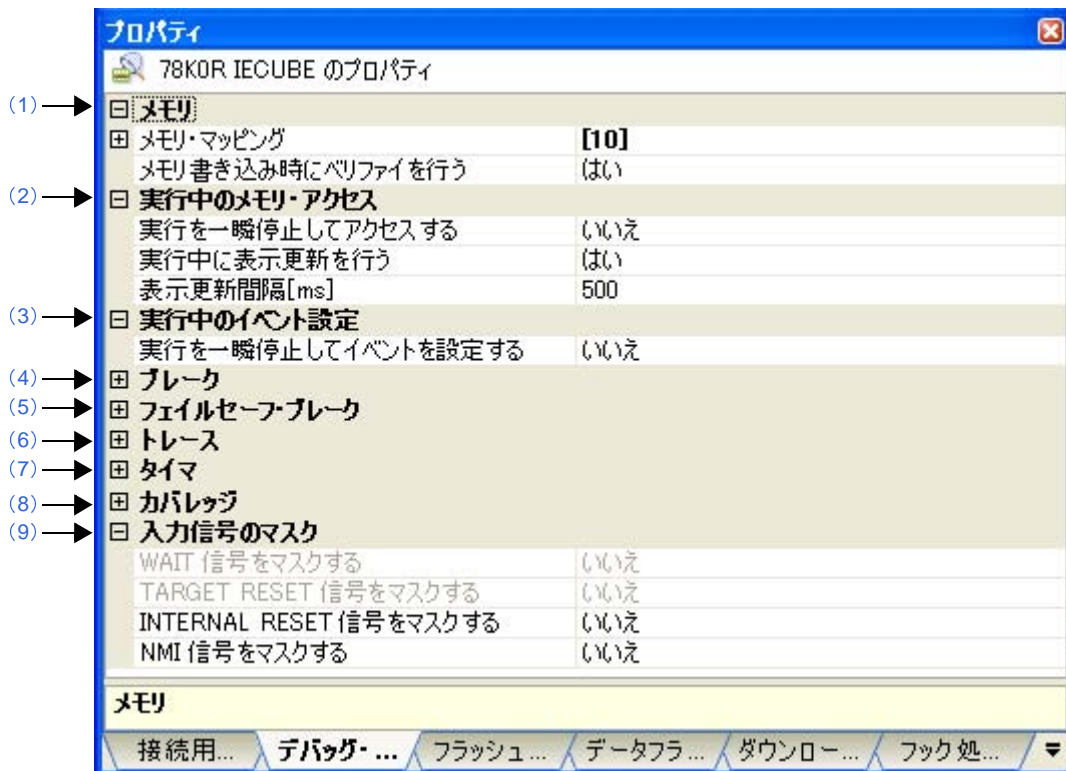 プロパティ
78K0R IECUBE のプロパティ
(1) メモリ
メモリ・マッピング [10]
メモリ書き込み時にベリファイを行う はい
(2) 実行中のメモリ・アクセス
実行を一瞬停止してアクセスする いいえ
実行中に表示更新を行う はい
表示更新間隔[ms] 500
(3) 実行中のイベント設定
実行を一瞬停止してイベントを設定する いいえ
(4) ブレーク
(5) フェイルセーフ・ブレーク
(6) トレース
(7) タイマ
(8) カバレッジ
(9) 入力信号のマスク
WAIT 信号をマスクする いいえ
TARGET RESET 信号をマスクする いいえ
INTERNAL RESET 信号をマスクする いいえ
NMI 信号をマスクする いいえ
メモリ
接続用... デバッグ・... フラッシュ... データフラ... ダウンロー... フック処...